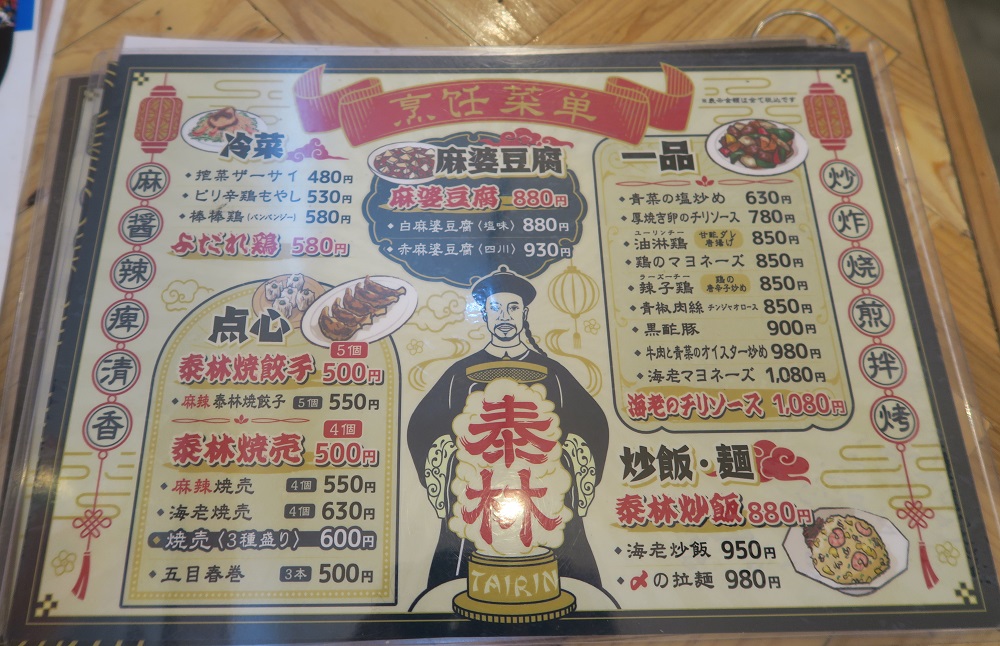 烹饪菜单
※表示金額は全て税込です
麻
醤
辣
痺
清
香
冷菜
搾菜ザーサイ 480円
ピリ辛鶏もやし 530円
棒棒鶏(バンバンジー) 580円
よだれ鶏 580円
点心
泰林焼餃子 5個 500円
麻辣泰林焼餃子 5個 550円
泰林焼売 4個 500円
麻辣焼売 4個 550円
海老焼売 4個 630円
焼売〈3種盛り〉 600円
五目春巻 3本 500円
麻婆豆腐
麻婆豆腐 880円
白麻婆豆腐〈塩味〉 880円
赤麻婆豆腐〈四川〉 930円
泰林
TAIRIN
一品
青菜の塩炒め 630円
厚焼き卵のチリソース 780円
油淋鶏 ユーリンチー 甘酢ダレ唐揚げ 850円
鶏のマヨネーズ 850円
辣子鶏 ラーズーチー 鶏の唐辛子炒め 850円
青椒肉絲 チンジャオロース 850円
黒酢豚 900円
牛肉と青菜のオイスター炒め 980円
海老マヨネーズ 1,080円
海老のチリソース 1,080円
炒飯・麺
泰林炒飯 880円
海老炒飯 950円
〆の拉麺 980円
炒
炸
焼
煎
拌
烤